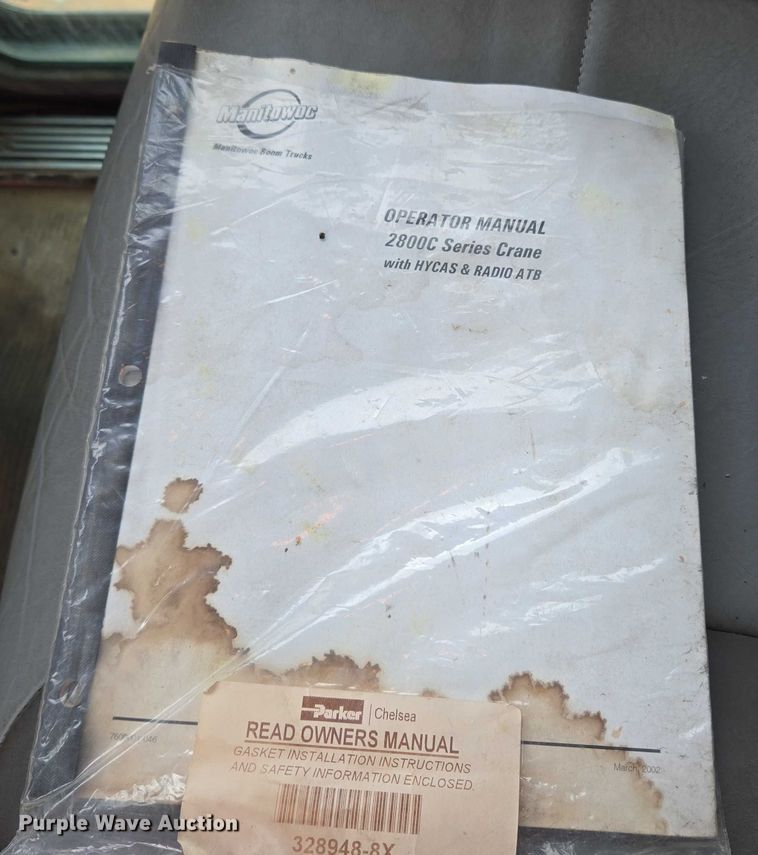 Manitowoc
Manitowoc Boom Trucks
OPERATOR MANUAL
2800C Series Crane
with HYCAS & RADIO ATB
March, 2002
Parker | Chelsea
READ OWNERS MANUAL
GASKET INSTALLATION INSTRUCTIONS
AND SAFETY INFORMATION ENCLOSED.
328948-8X
Purple Wave Auction